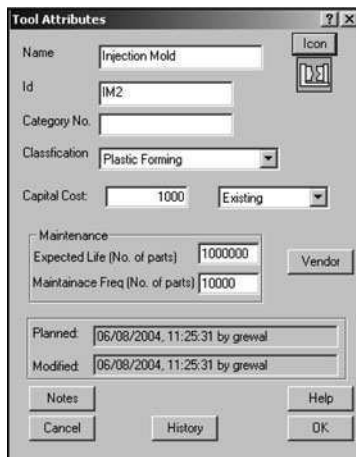 Tool Attributes ? ×
Icon
Name Injection Mold
Id IM2
Category No.
Classfication Plastic Forming
Capital Cost: 1000 Existing
Maintenance
Expected Life (No. of parts) 1000000
Maintainace Freq (No. of parts) 10000
Vendor
Planned: 06/08/2004, 11:25:31 by grewal
Modified: 06/08/2004, 11:25:31 by grewal
Notes Help
Cancel History OK